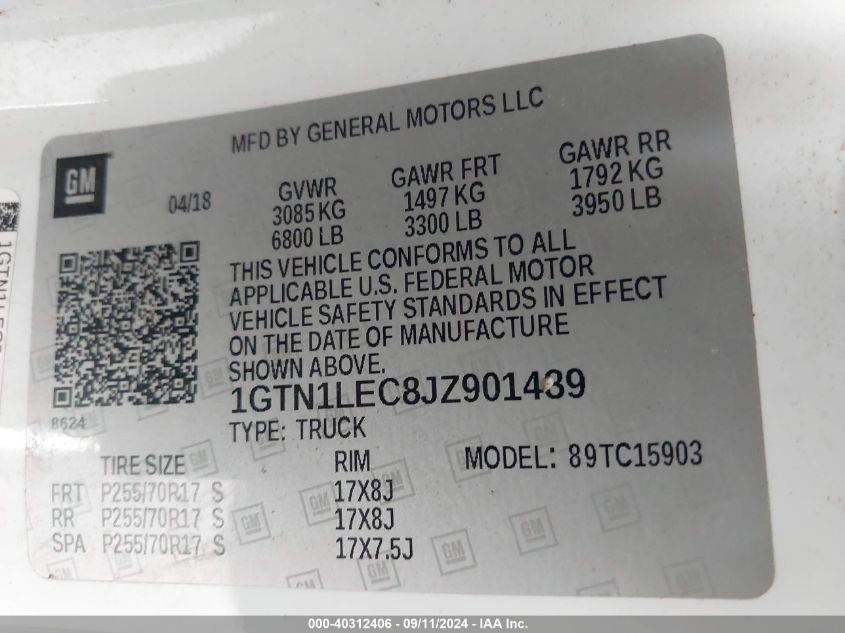 MFD BY GENERAL MOTORS LLC
GM
04/18
GVWR GAWR FRT GAWR RR
3085 KG 1497 KG 1792 KG
6800 LB 3300 LB 3950 LB
THIS VEHICLE CONFORMS TO ALL
APPLICABLE U.S. FEDERAL MOTOR
VEHICLE SAFETY STANDARDS IN EFFECT
ON THE DATE OF MANUFACTURE
SHOWN ABOVE.
1GTN1LEC8JZ901439
8624
TYPE: TRUCK
TIRE SIZE RIM MODEL: 89TC15903
FRT P255/70R17 S 17X8J
RR P255/70R17 S 17X8J
SPA P255/70R17 S 17X7.5J
000-40312406 - 09/11/2024 - IAA Inc.